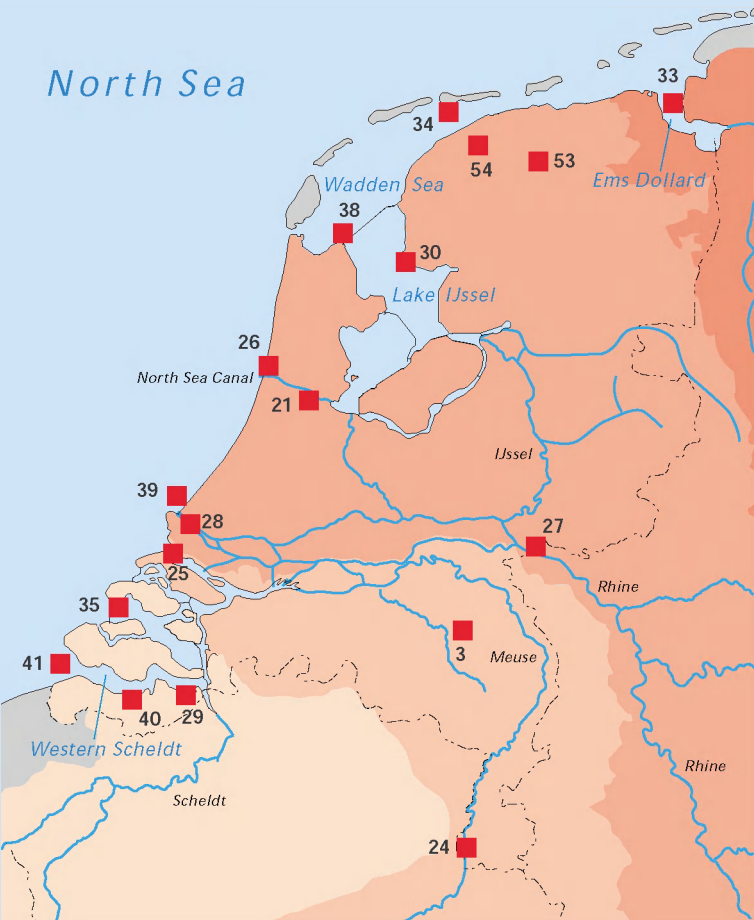 North Sea
33
34
54
53
Ems Dollard
Wadden Sea
38
30
Lake IJssel
26
North Sea Canal
21
IJssel
39
28
27
25
Rhine
35
3
Meuse
41
40
29
Western Scheldt
Rhine
Scheldt
24